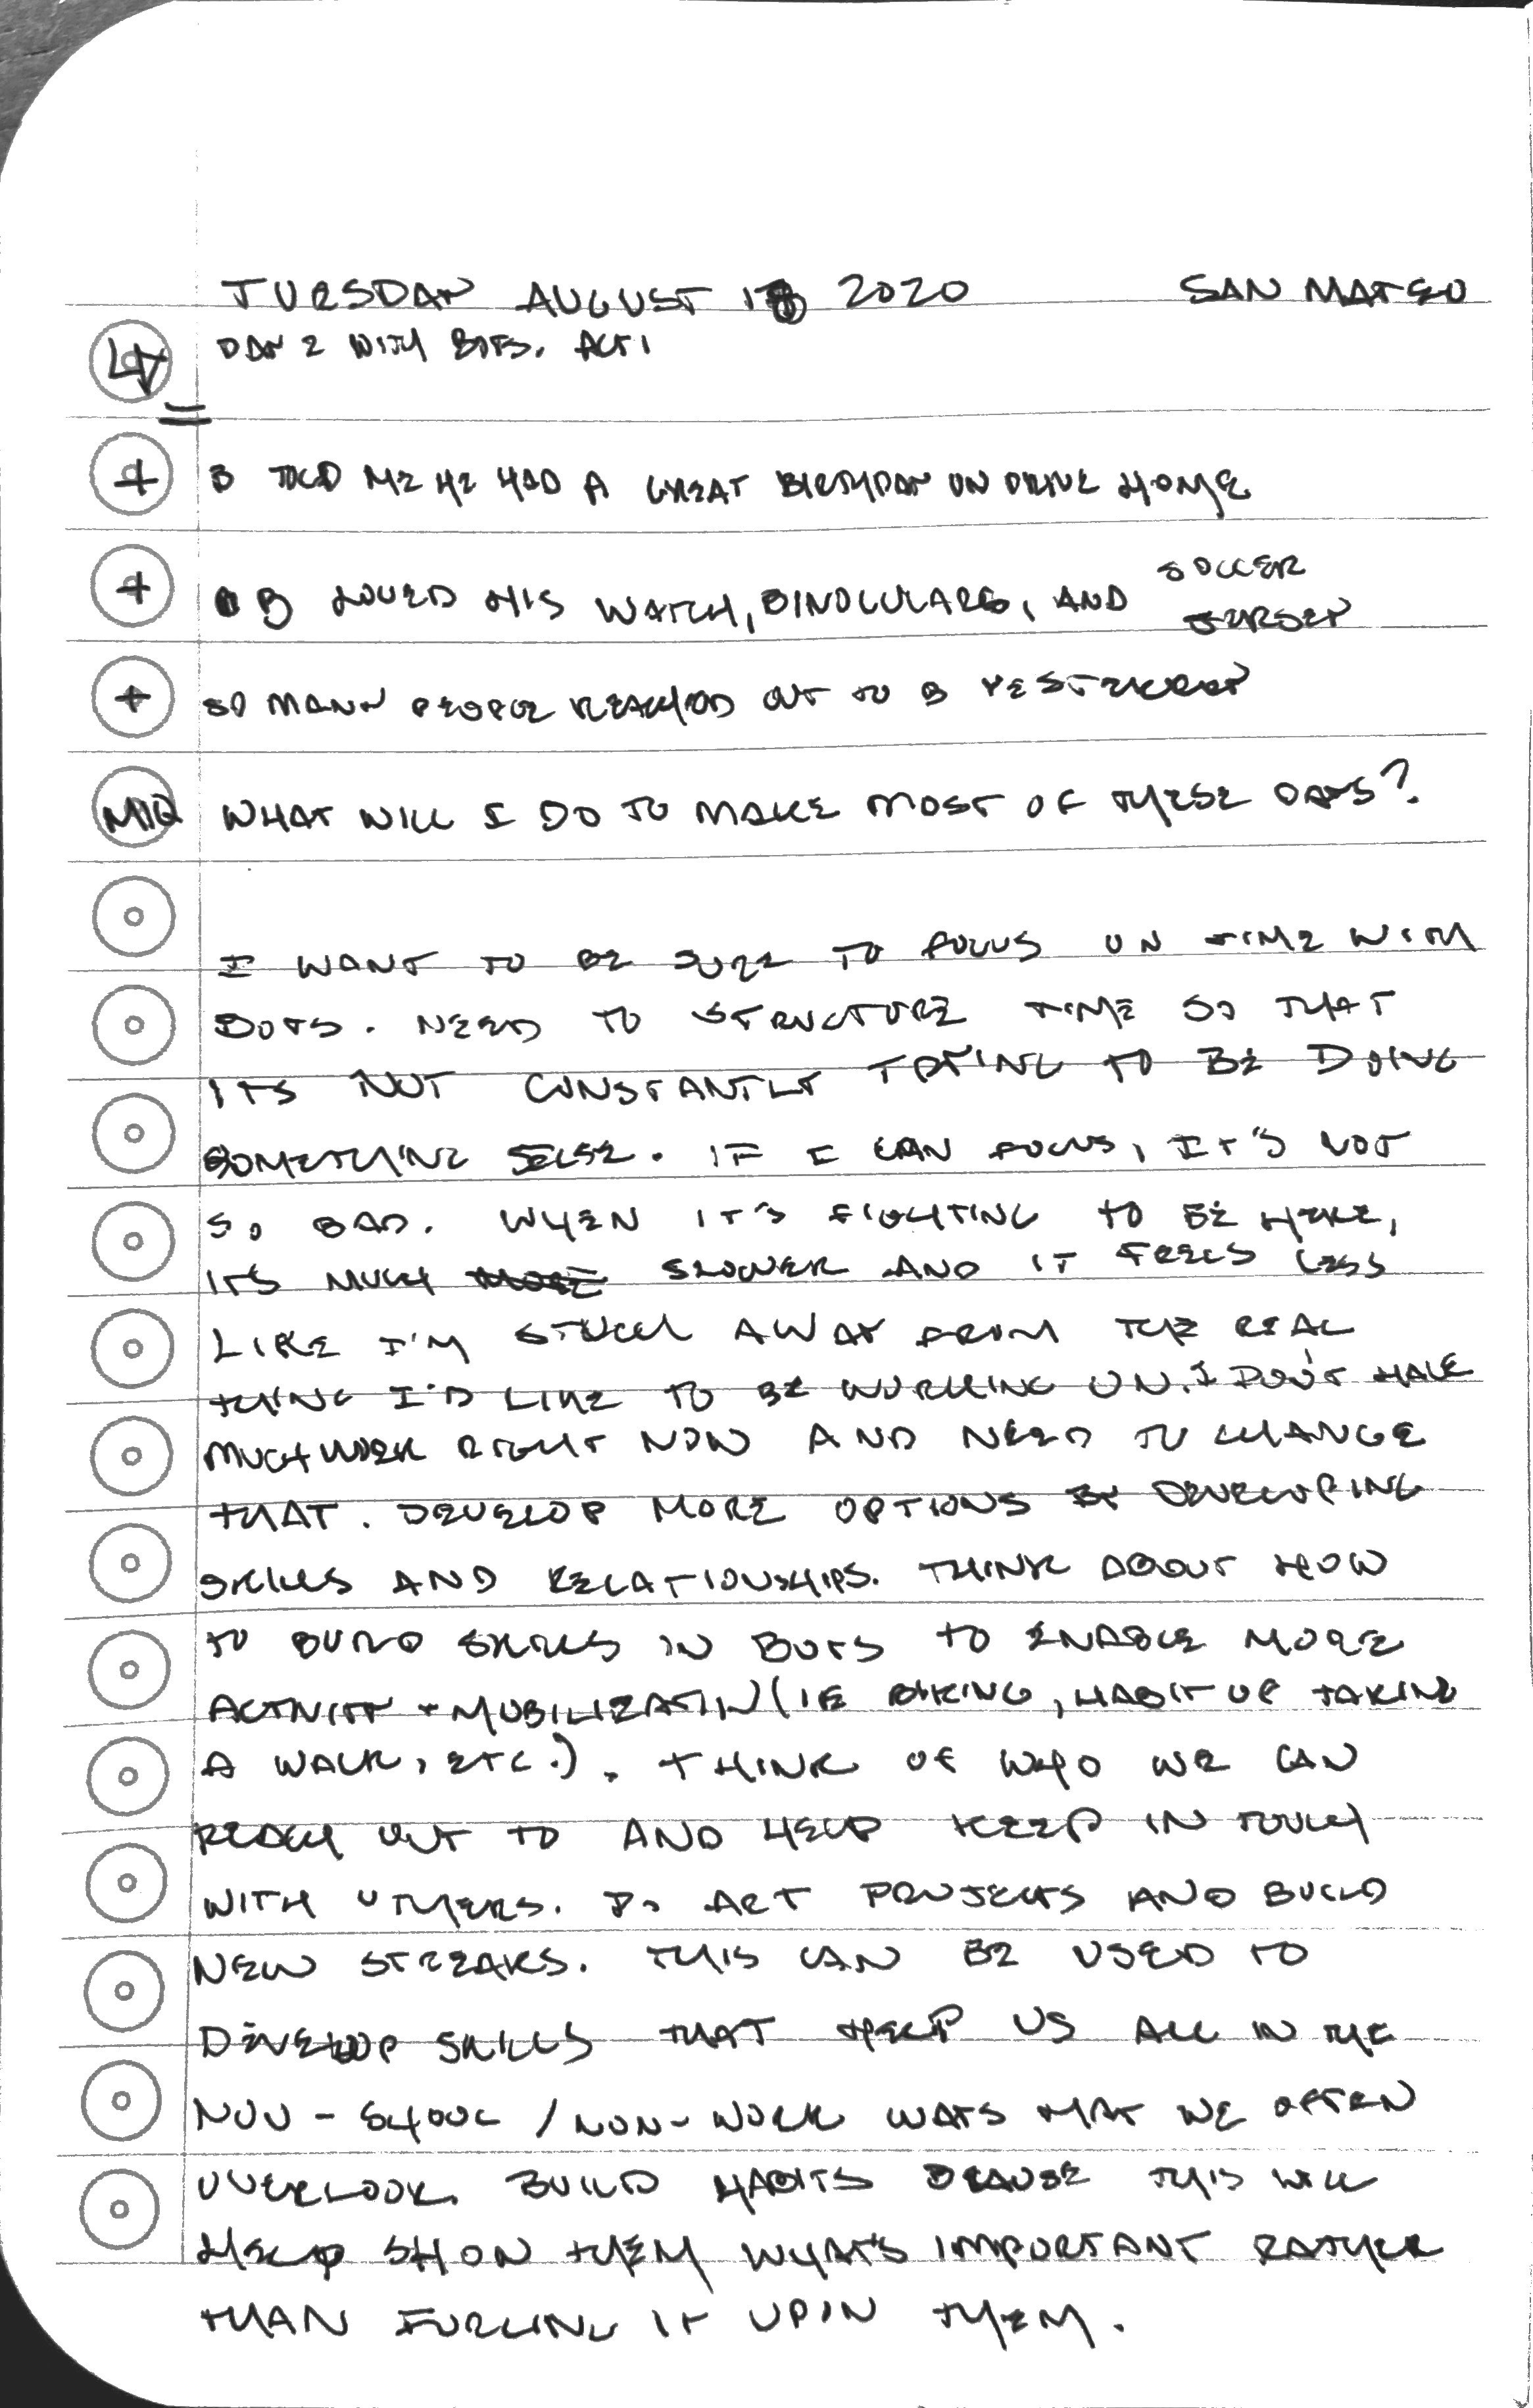 TUESDAY AUGUST 18 2020 SAN MATEO
DAY 2 WITH BOYS. ACT 1
+ B TOLD ME HE HAD A GREAT BIRTHDAY ON DRIVE HOME
+ B LOVED HIS WATCH, BINOCULARS, AND SOCCER JERSEY
+ SO MANY PEOPLE REACHED OUT TO B YESTERDAY
MIQ WHAT WILL I DO TO MAKE MOST OF THESE DAYS?
I WANT TO BE SURE TO FOCUS ON TIME WITH
BOYS. NEED TO STRUCTURE TIME SO THAT
ITS NOT CONSTANTLY TRYING TO BE DOING
SOMETHING ELSE. IF I CAN FOCUS, IT'S NOT
SO BAD. WHEN IT'S FIGHTING TO BE HERE,
ITS MUCH MORE SLOWER AND IT FEELS LESS
LIKE I'M STUCK AWAY FROM THE REAL
THING I'D LIKE TO BE WORKING ON. I DON'T HAVE
MUCH WORK RIGHT NOW AND NEED TO CHANGE
THAT. DEVELOP MORE OPTIONS BY DEVELOPING
SKILLS AND RELATIONSHIPS. THINK ABOUT HOW
TO BUILD SKILLS IN BOYS TO ENABLE MORE
ACTIVITY + MOBILIZATION (IE BIKING, HABIT OF TAKING
A WALK, ETC.). THINK OF WHO WE CAN
REACH OUT TO AND HELP KEEP IN TOUCH
WITH OTHERS. DO ART PROJECTS AND BUILD
NEW STREAKS. THIS CAN BE USED TO
DEVELOP SKILLS THAT HELP US ALL IN THE
NON-SCHOOL / NON-WORK WAYS THAT WE OFTEN
OVERLOOK. BUILD HABITS BECAUSE THIS WILL
HELP SHOW THEM WHAT'S IMPORTANT RATHER
THAN FORCING IT UPON THEM.